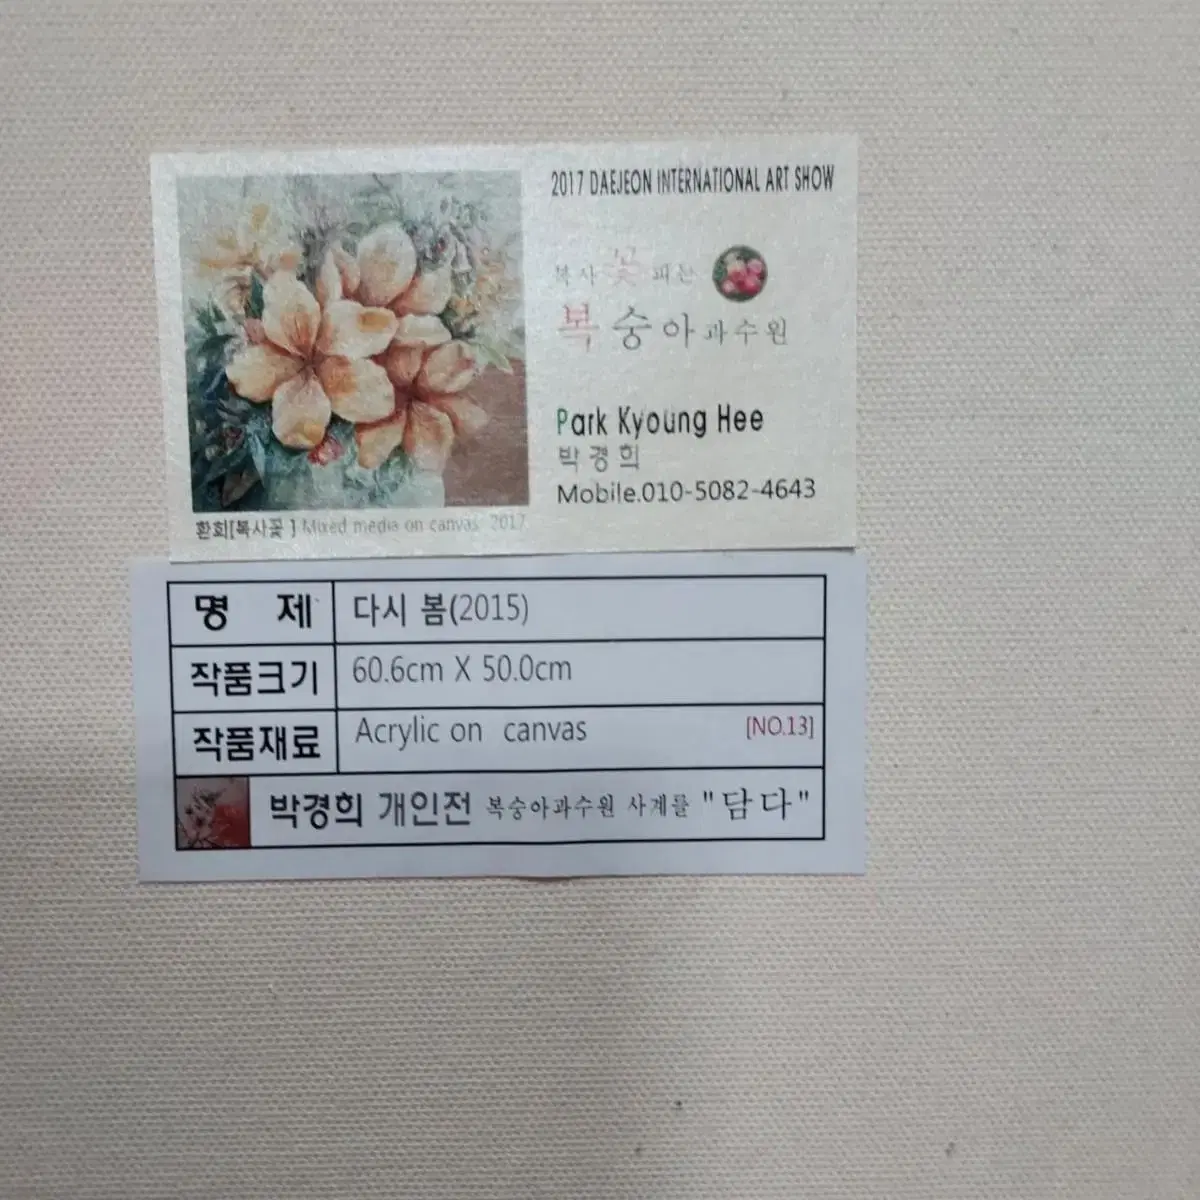 2017 DAEJEON INTERNATIONAL ART SHOW
복사꽃 피는
복숭아과수원
Park Kyoung Hee
박경희
Mobile.010-5082-4643
환희[복사꽃 ] Mixed media on canvas 2017
명 제 다시 봄(2015)
작품크기 60.6cm X 50.0cm
작품재료 Acrylic on canvas [NO.13]
박경희 개인전 복숭아과수원 사계를 "담다"